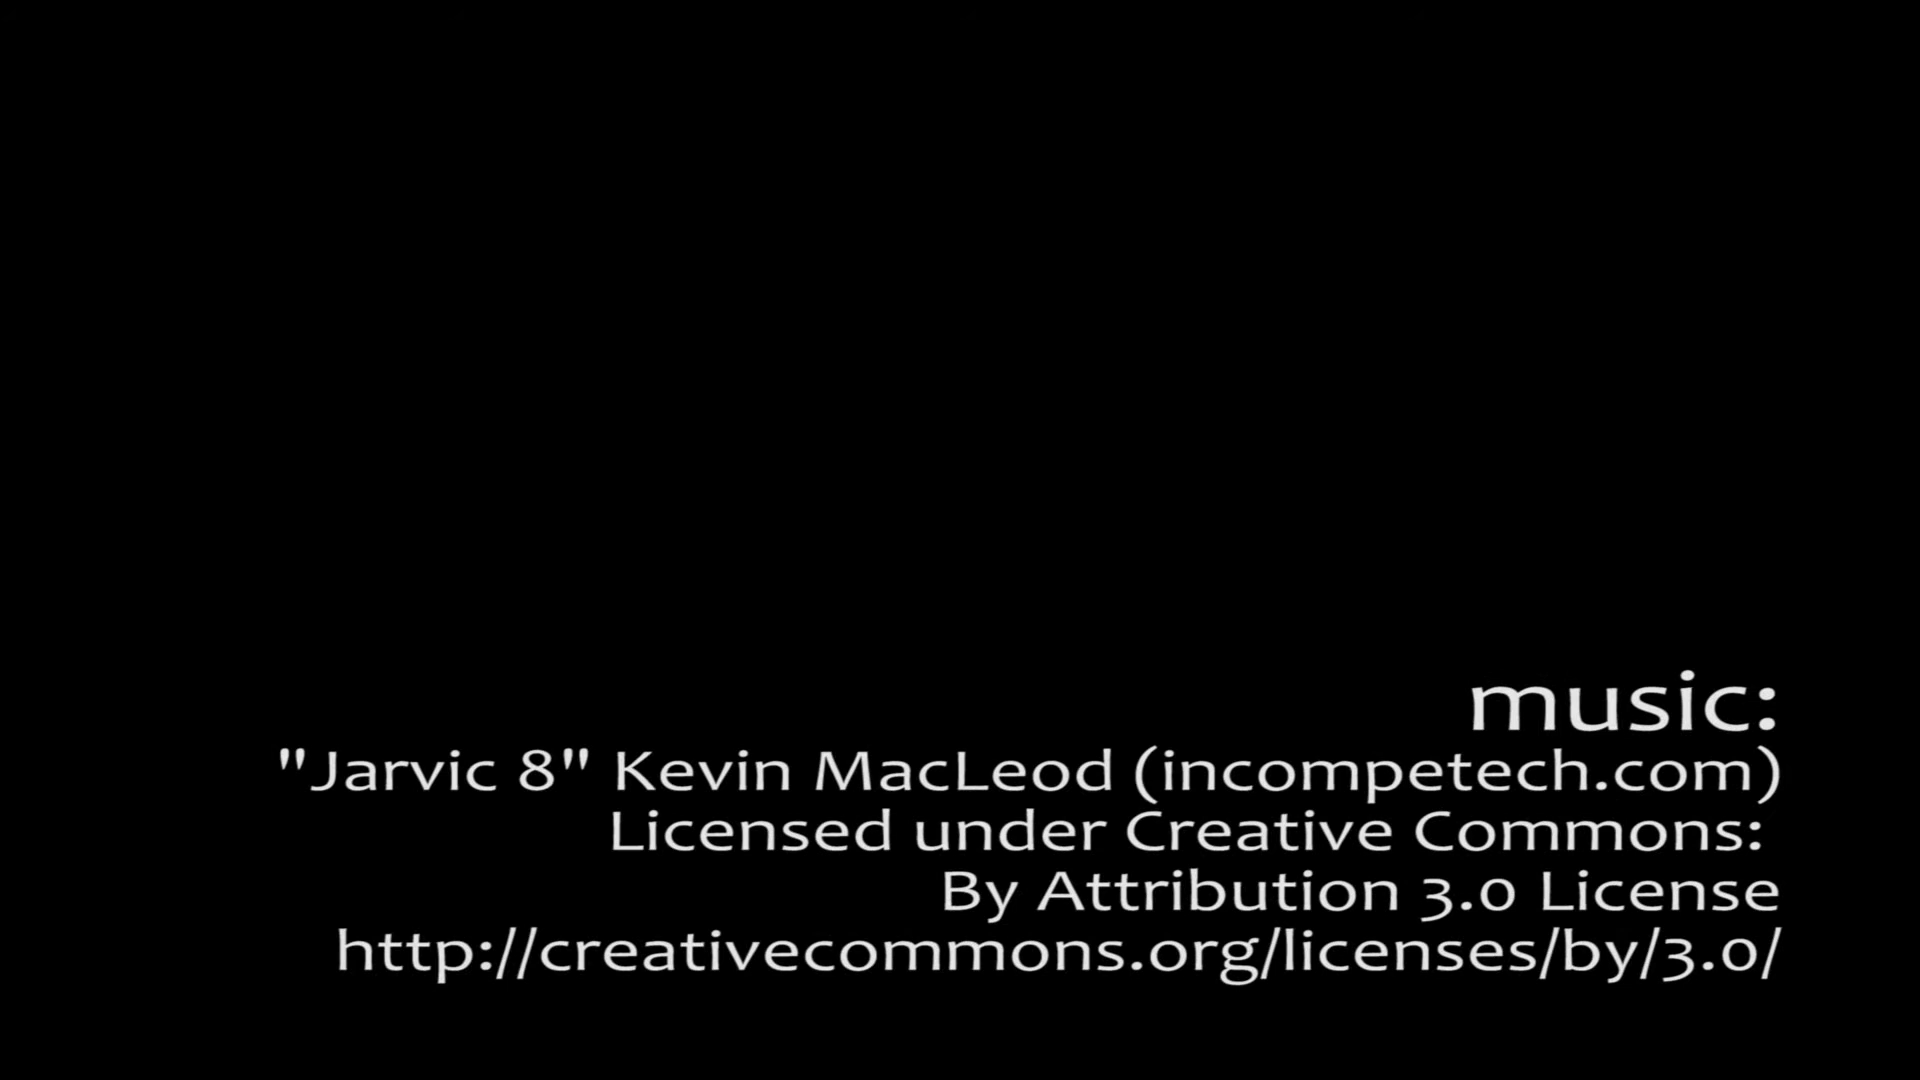 music:
"Jarvic 8" Kevin MacLeod (incompetech.com)
Licensed under Creative Commons:
By Attribution 3.0 License
http://creativecommons.org/licenses/by/3.0/